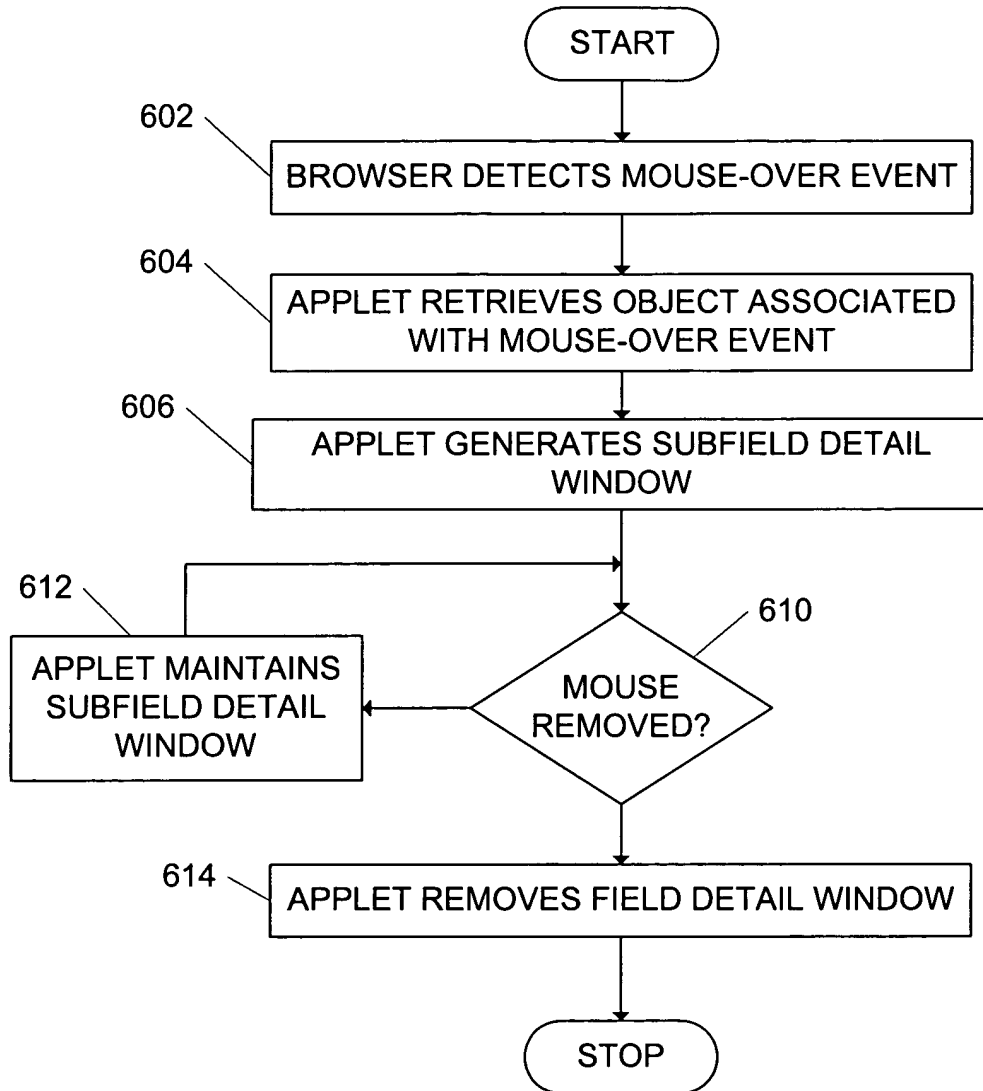 START
602
BROWSER DETECTS MOUSE-OVER EVENT
604
APPLET RETRIEVES OBJECT ASSOCIATED
WITH MOUSE-OVER EVENT
606
APPLET GENERATES SUBFIELD DETAIL
WINDOW
612
APPLET MAINTAINS
SUBFIELD DETAIL
WINDOW
610
MOUSE
REMOVED?
614
APPLET REMOVES FIELD DETAIL WINDOW
STOP